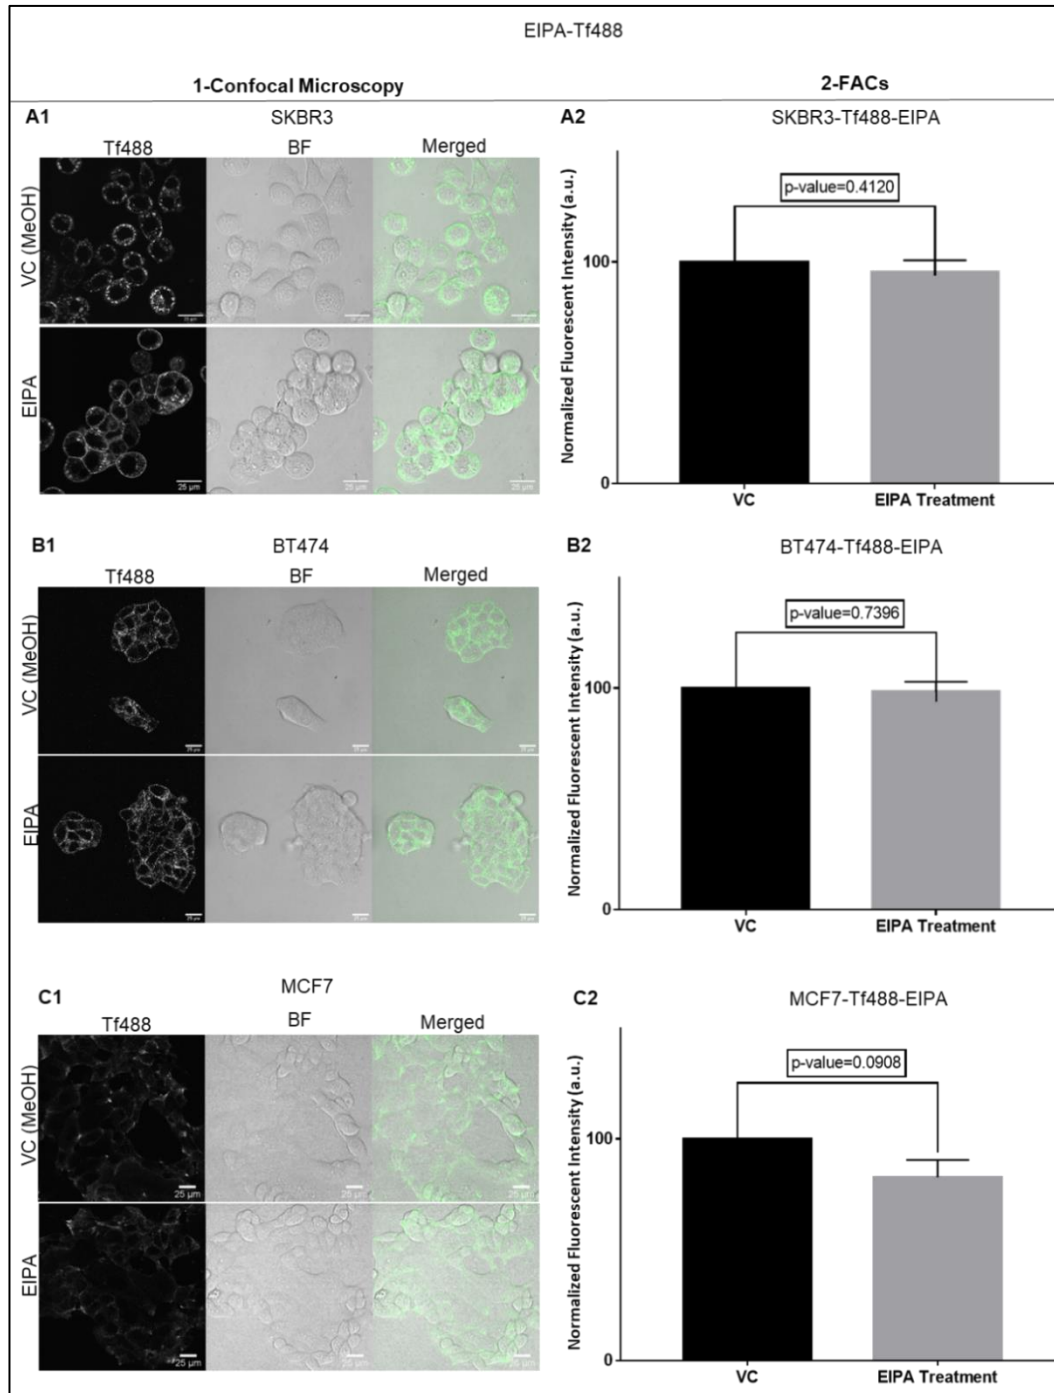 EIPA-Tf488
1-Confocal Microscopy
2-FACs
A1
SKBR3
Tf488 BF Merged
VC (MeOH)
EIPA
25 µm 25 µm 25 µm
A2
SKBR3-Tf488-EIPA
Normalized Fluorescent Intensity (a.u.)
p-value=0.4120
100
0
VC EIPA Treatment
B1
BT474
Tf488 BF Merged
VC (MeOH)
EIPA
B2
BT474-Tf488-EIPA
Normalized Fluorescent Intensity (a.u.)
p-value=0.7396
100
0
VC EIPA Treatment
C1
MCF7
Tf488 BF Merged
VC (MeOH)
25 µm 25 µm 25 µm
EIPA
25 µm 25 µm 25 µm
C2
MCF7-Tf488-EIPA
Normalized Fluorescent Intensity (a.u.)
p-value=0.0908
100
0
VC EIPA Treatment